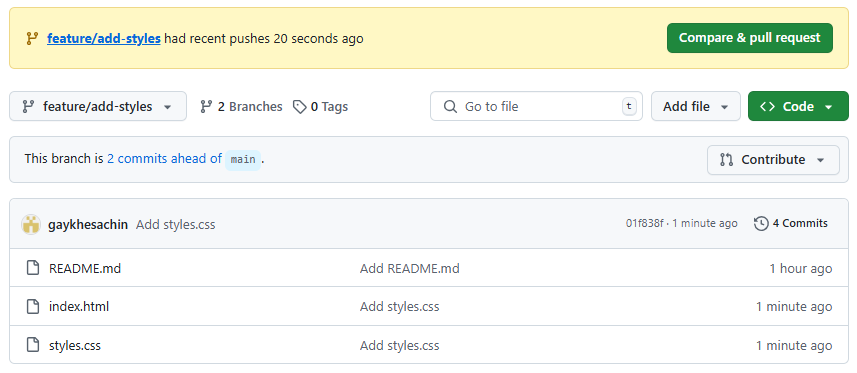 feature/add-styles had recent pushes 20 seconds ago
Compare & pull request
feature/add-styles
2 Branches
0 Tags
Go to file
t
Add file
Code
This branch is 2 commits ahead of main .
Contribute
gaykhesachin Add styles.css
01f838f · 1 minute ago
4 Commits
README.md Add README.md 1 hour ago
index.html Add styles.css 1 minute ago
styles.css Add styles.css 1 minute ago